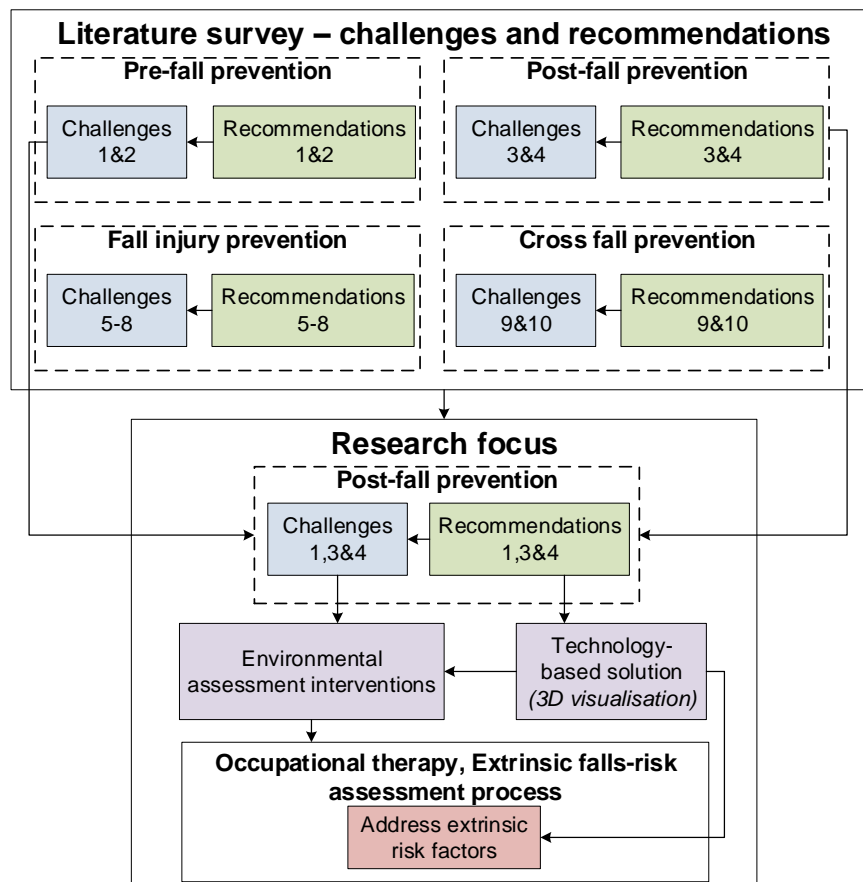 Literature survey – challenges and recommendations
Pre-fall prevention
Challenges
1&2
Recommendations
1&2
Post-fall prevention
Challenges
3&4
Recommendations
3&4
Fall injury prevention
Challenges
5-8
Recommendations
5-8
Cross fall prevention
Challenges
9&10
Recommendations
9&10
Research focus
Post-fall prevention
Challenges
1,3&4
Recommendations
1,3&4
Environmental
assessment interventions
Technology-
based solution
(3D visualisation)
Occupational therapy, Extrinsic falls-risk
assessment process
Address extrinsic
risk factors